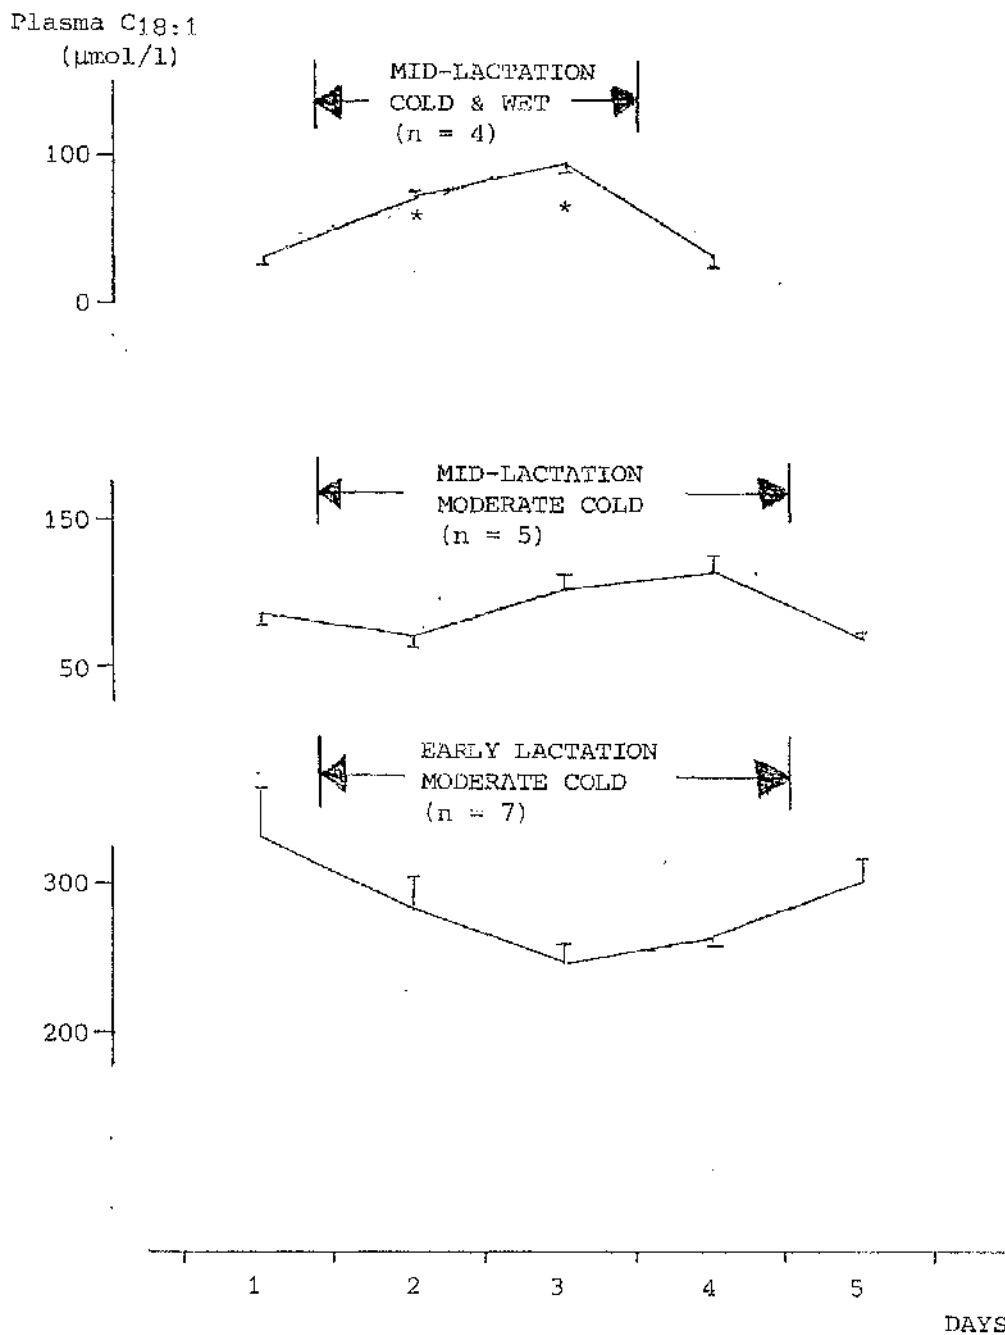 Plasma C18:1
(µmol/l)
MID-LACTATION
COLD & WET
(n = 4)
100
*
*
0
MID-LACTATION
MODERATE COLD
(n = 5)
150
50
EARLY LACTATION
MODERATE COLD
(n = 7)
300
200
1 2 3 4 5
DAYS